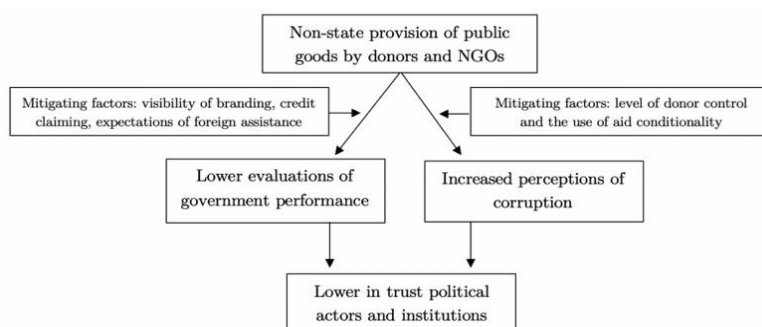 Non-state provision of public
goods by donors and NGOs
Mitigating factors: visibility of branding, credit
claiming, expectations of foreign assistance
Mitigating factors: level of donor control
and the use of aid conditionality
Lower evaluations of
government performance
Increased perceptions of
corruption
Lower in trust political
actors and institutions